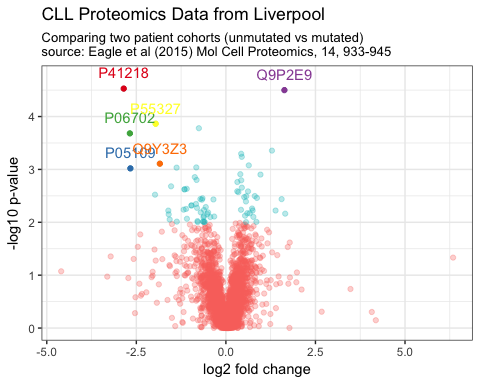 CLL Proteomics Data from Liverpool
Comparing two patient cohorts (unmutated vs mutated)
source: Eagle et al (2015) Mol Cell Proteomics, 14, 933-945
P41218
Q9P2E9
P55327
P06702
P05109
Q9Y3Z3
4
3
2
1
0
-log10 p-value
-5.0
-2.5
0.0
2.5
5.0
log2 fold change